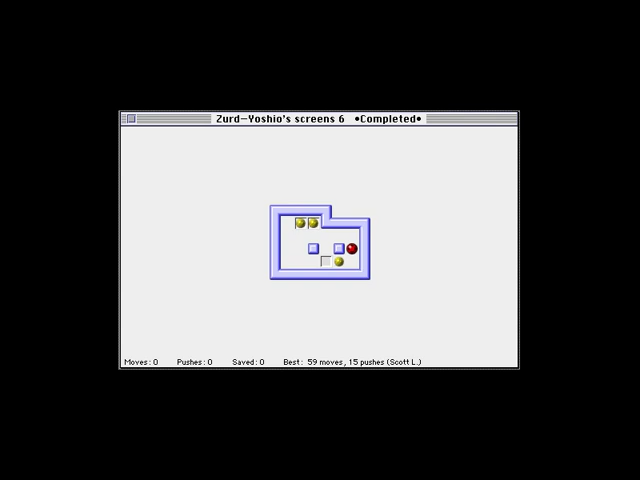 Zurd–Yoshio's screens 6 •Completed•
Moves: 0 Pushes: 0 Saved: 0 Best: 59 moves, 15 pushes (Scott L.)